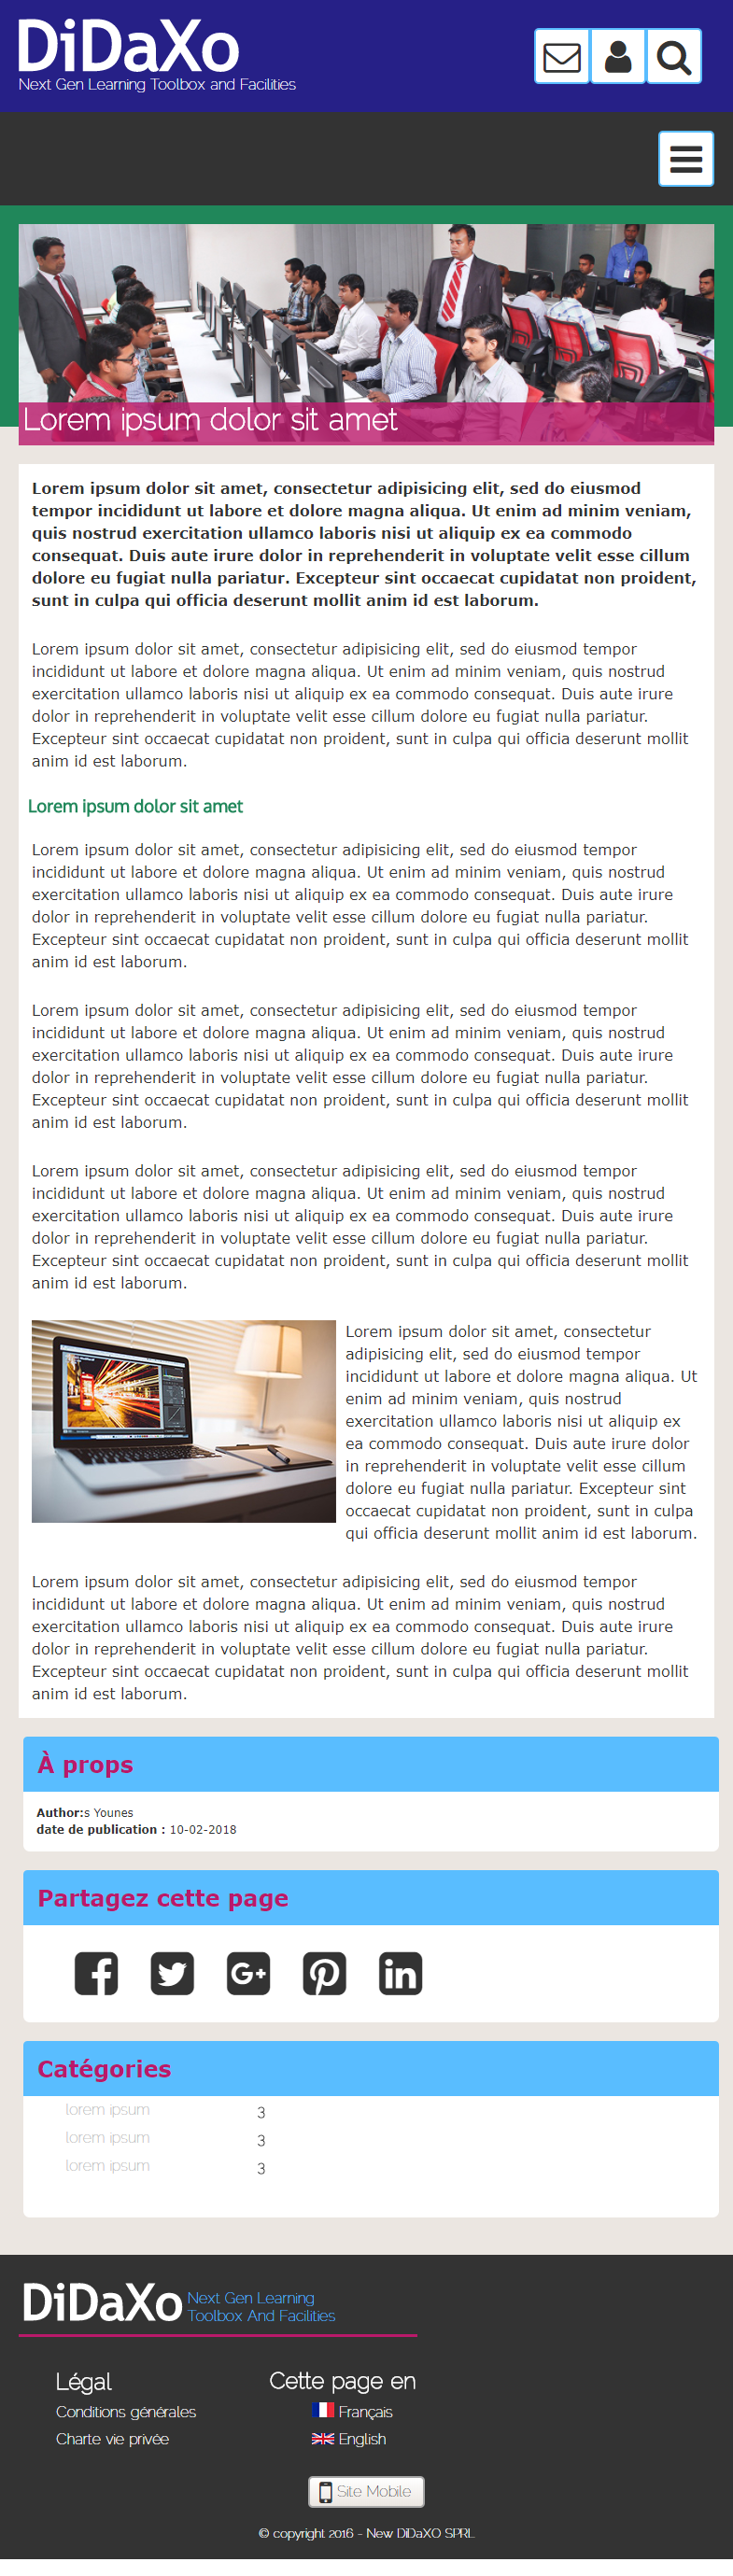 DiDaXo
Next Gen Learning Toolbox and Facilities
Lorem ipsum dolor sit amet
Lorem ipsum dolor sit amet, consectetur adipisicing elit, sed do eiusmod
tempor incididunt ut labore et dolore magna aliqua. Ut enim ad minim veniam,
quis nostrud exercitation ullamco laboris nisi ut aliquip ex ea commodo
consequat. Duis aute irure dolor in reprehenderit in voluptate velit esse cillum
dolore eu fugiat nulla pariatur. Excepteur sint occaecat cupidatat non proident,
sunt in culpa qui officia deserunt mollit anim id est laborum.
Lorem ipsum dolor sit amet, consectetur adipisicing elit, sed do eiusmod tempor
incididunt ut labore et dolore magna aliqua. Ut enim ad minim veniam, quis nostrud
exercitation ullamco laboris nisi ut aliquip ex ea commodo consequat. Duis aute irure
dolor in reprehenderit in voluptate velit esse cillum dolore eu fugiat nulla pariatur.
Excepteur sint occaecat cupidatat non proident, sunt in culpa qui officia deserunt mollit
anim id est laborum.
Lorem ipsum dolor sit amet
Lorem ipsum dolor sit amet, consectetur adipisicing elit, sed do eiusmod tempor
incididunt ut labore et dolore magna aliqua. Ut enim ad minim veniam, quis nostrud
exercitation ullamco laboris nisi ut aliquip ex ea commodo consequat. Duis aute irure
dolor in reprehenderit in voluptate velit esse cillum dolore eu fugiat nulla pariatur.
Excepteur sint occaecat cupidatat non proident, sunt in culpa qui officia deserunt mollit
anim id est laborum.
Lorem ipsum dolor sit amet, consectetur adipisicing elit, sed do eiusmod tempor
incididunt ut labore et dolore magna aliqua. Ut enim ad minim veniam, quis nostrud
exercitation ullamco laboris nisi ut aliquip ex ea commodo consequat. Duis aute irure
dolor in reprehenderit in voluptate velit esse cillum dolore eu fugiat nulla pariatur.
Excepteur sint occaecat cupidatat non proident, sunt in culpa qui officia deserunt mollit
anim id est laborum.
Lorem ipsum dolor sit amet, consectetur adipisicing elit, sed do eiusmod tempor
incididunt ut labore et dolore magna aliqua. Ut enim ad minim veniam, quis nostrud
exercitation ullamco laboris nisi ut aliquip ex ea commodo consequat. Duis aute irure
dolor in reprehenderit in voluptate velit esse cillum dolore eu fugiat nulla pariatur.
Excepteur sint occaecat cupidatat non proident, sunt in culpa qui officia deserunt mollit
anim id est laborum.
Lorem ipsum dolor sit amet, consectetur
adipisicing elit, sed do eiusmod tempor
incididunt ut labore et dolore magna aliqua. Ut
enim ad minim veniam, quis nostrud
exercitation ullamco laboris nisi ut aliquip ex
ea commodo consequat. Duis aute irure dolor
in reprehenderit in voluptate velit esse cillum
dolore eu fugiat nulla pariatur. Excepteur sint
occaecat cupidatat non proident, sunt in culpa
qui officia deserunt mollit anim id est laborum.
Lorem ipsum dolor sit amet, consectetur adipisicing elit, sed do eiusmod tempor
incididunt ut labore et dolore magna aliqua. Ut enim ad minim veniam, quis nostrud
exercitation ullamco laboris nisi ut aliquip ex ea commodo consequat. Duis aute irure
dolor in reprehenderit in voluptate velit esse cillum dolore eu fugiat nulla pariatur.
Excepteur sint occaecat cupidatat non proident, sunt in culpa qui officia deserunt mollit
anim id est laborum.
À props
Author:s Younes
date de publication : 10-02-2018
Partagez cette page
Catégories
lorem ipsum 3
lorem ipsum 3
lorem ipsum 3
DiDaXo Next Gen Learning
Toolbox And Facilities
Légal
Conditions générales
Charte vie privée
Cette page en
Français
English
Site Mobile
© copyright 2016 - New DiDaXO SPRL